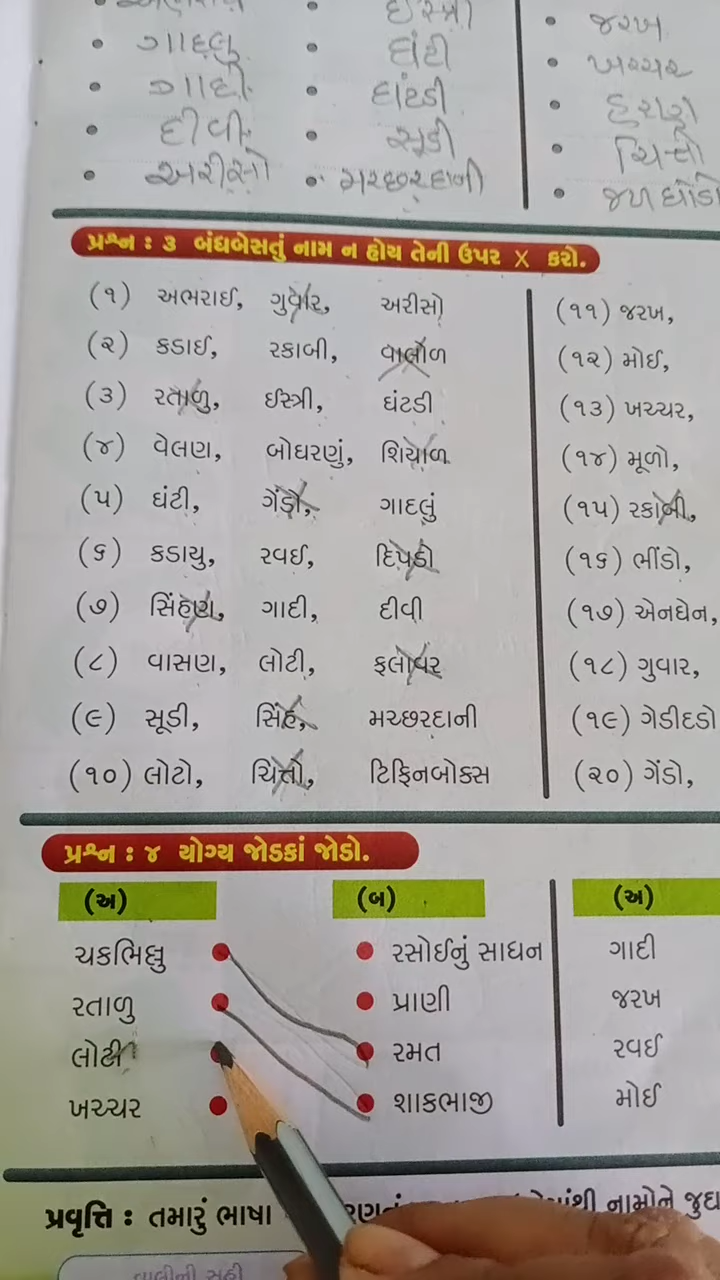 ઈસ્ત્રી
જરખ
ગાદલુ
ઘંટી
ખચ્ચર
ગાદી
ઘંટડી
દીવી
સૂડી
ચિત્તો
અરીસો
મચ્છરદાની
જળઘોડો
પ્રશ્ન : ૩ બંધબેસતું નામ ન હોય તેની ઉપર X કરો.
(૧) અભરાઈ, ગુવાર, અરીસો (૧૧) જરખ,
(૨) કડાઈ, રકાબી, વાલોળ (૧૨) મોઈ,
(૩) રતાળુ, ઈસ્ત્રી, ઘંટડી (૧૩) ખચ્ચર,
(૪) વેલણ, બોઘરણું, શિયાળ (૧૪) મૂળો,
(૫) ઘંટી, ગેંડો, ગાદલું (૧૫) રકાબી,
(૬) કડાયુ, રવઈ, દિપડો (૧૬) ભીંડો,
(૭) સિંહણ, ગાદી, દીવી (૧૭) એનઘેન,
(૮) વાસણ, લોટી, ફલાવર (૧૮) ગુવાર,
(૯) સૂડી, સિંહ, મચ્છરદાની (૧૯) ગેડીદડો
(૧૦) લોટો, ચિત્તો, ટિફિનબોક્સ (૨૦) ગેંડો,
પ્રશ્ન : ૪ યોગ્ય જોડકાં જોડો.
(અ) (બ) (અ)
ચકભિલ્લુ રસોઈનું સાધન ગાદી
રતાળુ પ્રાણી જરખ
લોટી રમત રવઈ
ખચ્ચર શાકભાજી મોઈ
પ્રવૃત્તિ : તમારું ભાષા નામોને જુદા